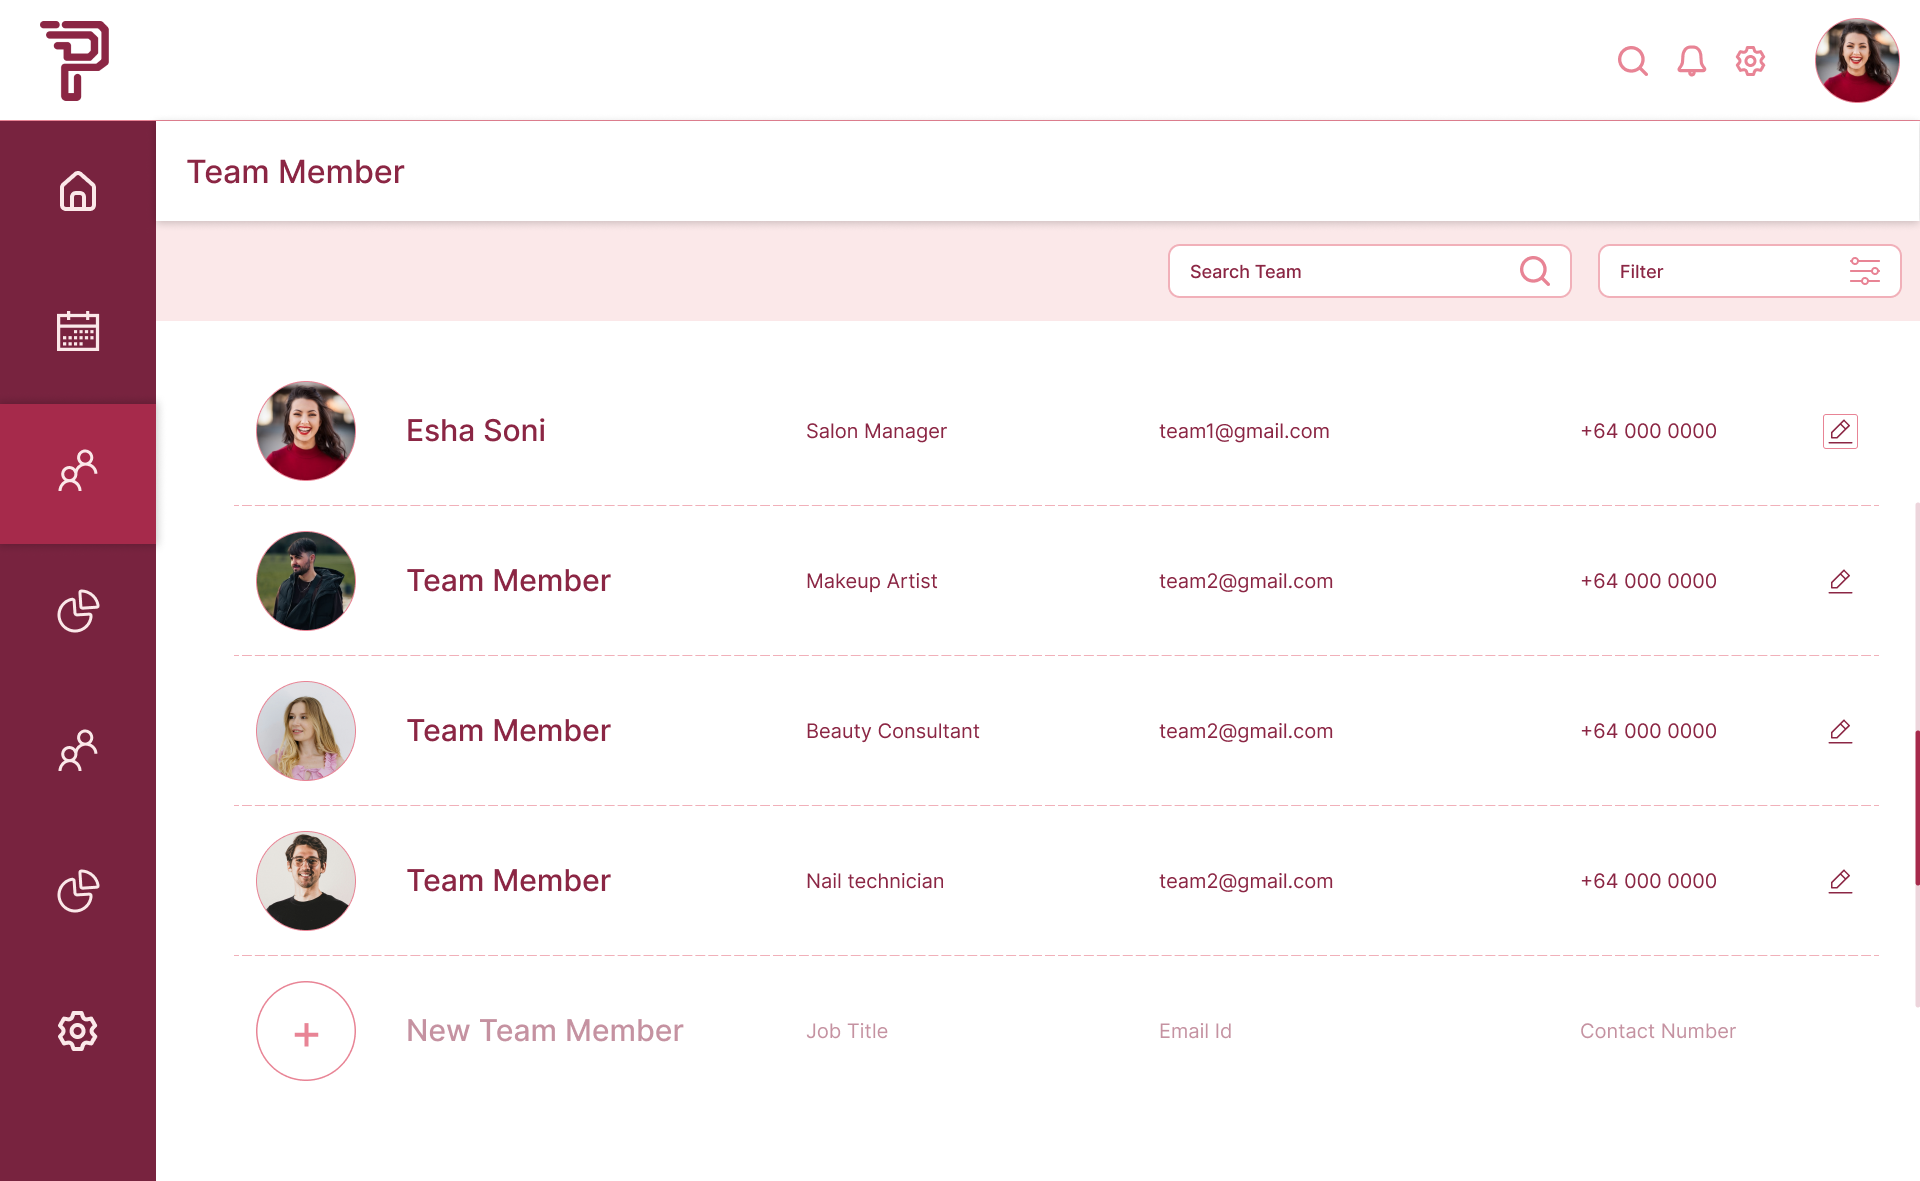 Team Member
Search Team
Filter
Esha Soni
Salon Manager
team1@gmail.com
+64 000 0000
Team Member
Makeup Artist
team2@gmail.com
+64 000 0000
Team Member
Beauty Consultant
team2@gmail.com
+64 000 0000
Team Member
Nail technician
team2@gmail.com
+64 000 0000
New Team Member
Job Title
Email Id
Contact Number